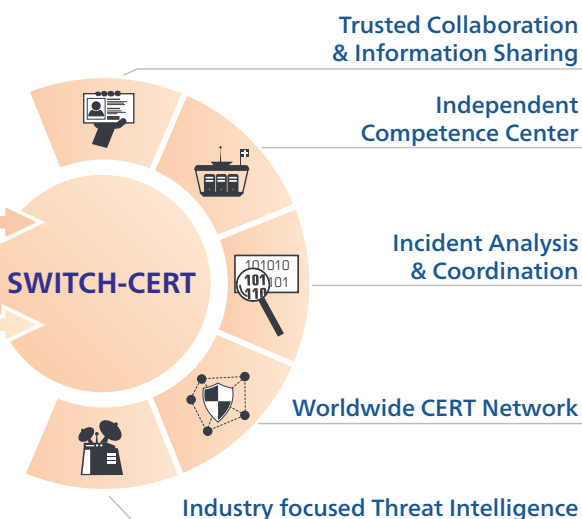 Trusted Collaboration
& Information Sharing
Independent
Competence Center
Incident Analysis
& Coordination
SWITCH-CERT
101010
101
101
110
Worldwide CERT Network
Industry focused Threat Intelligence